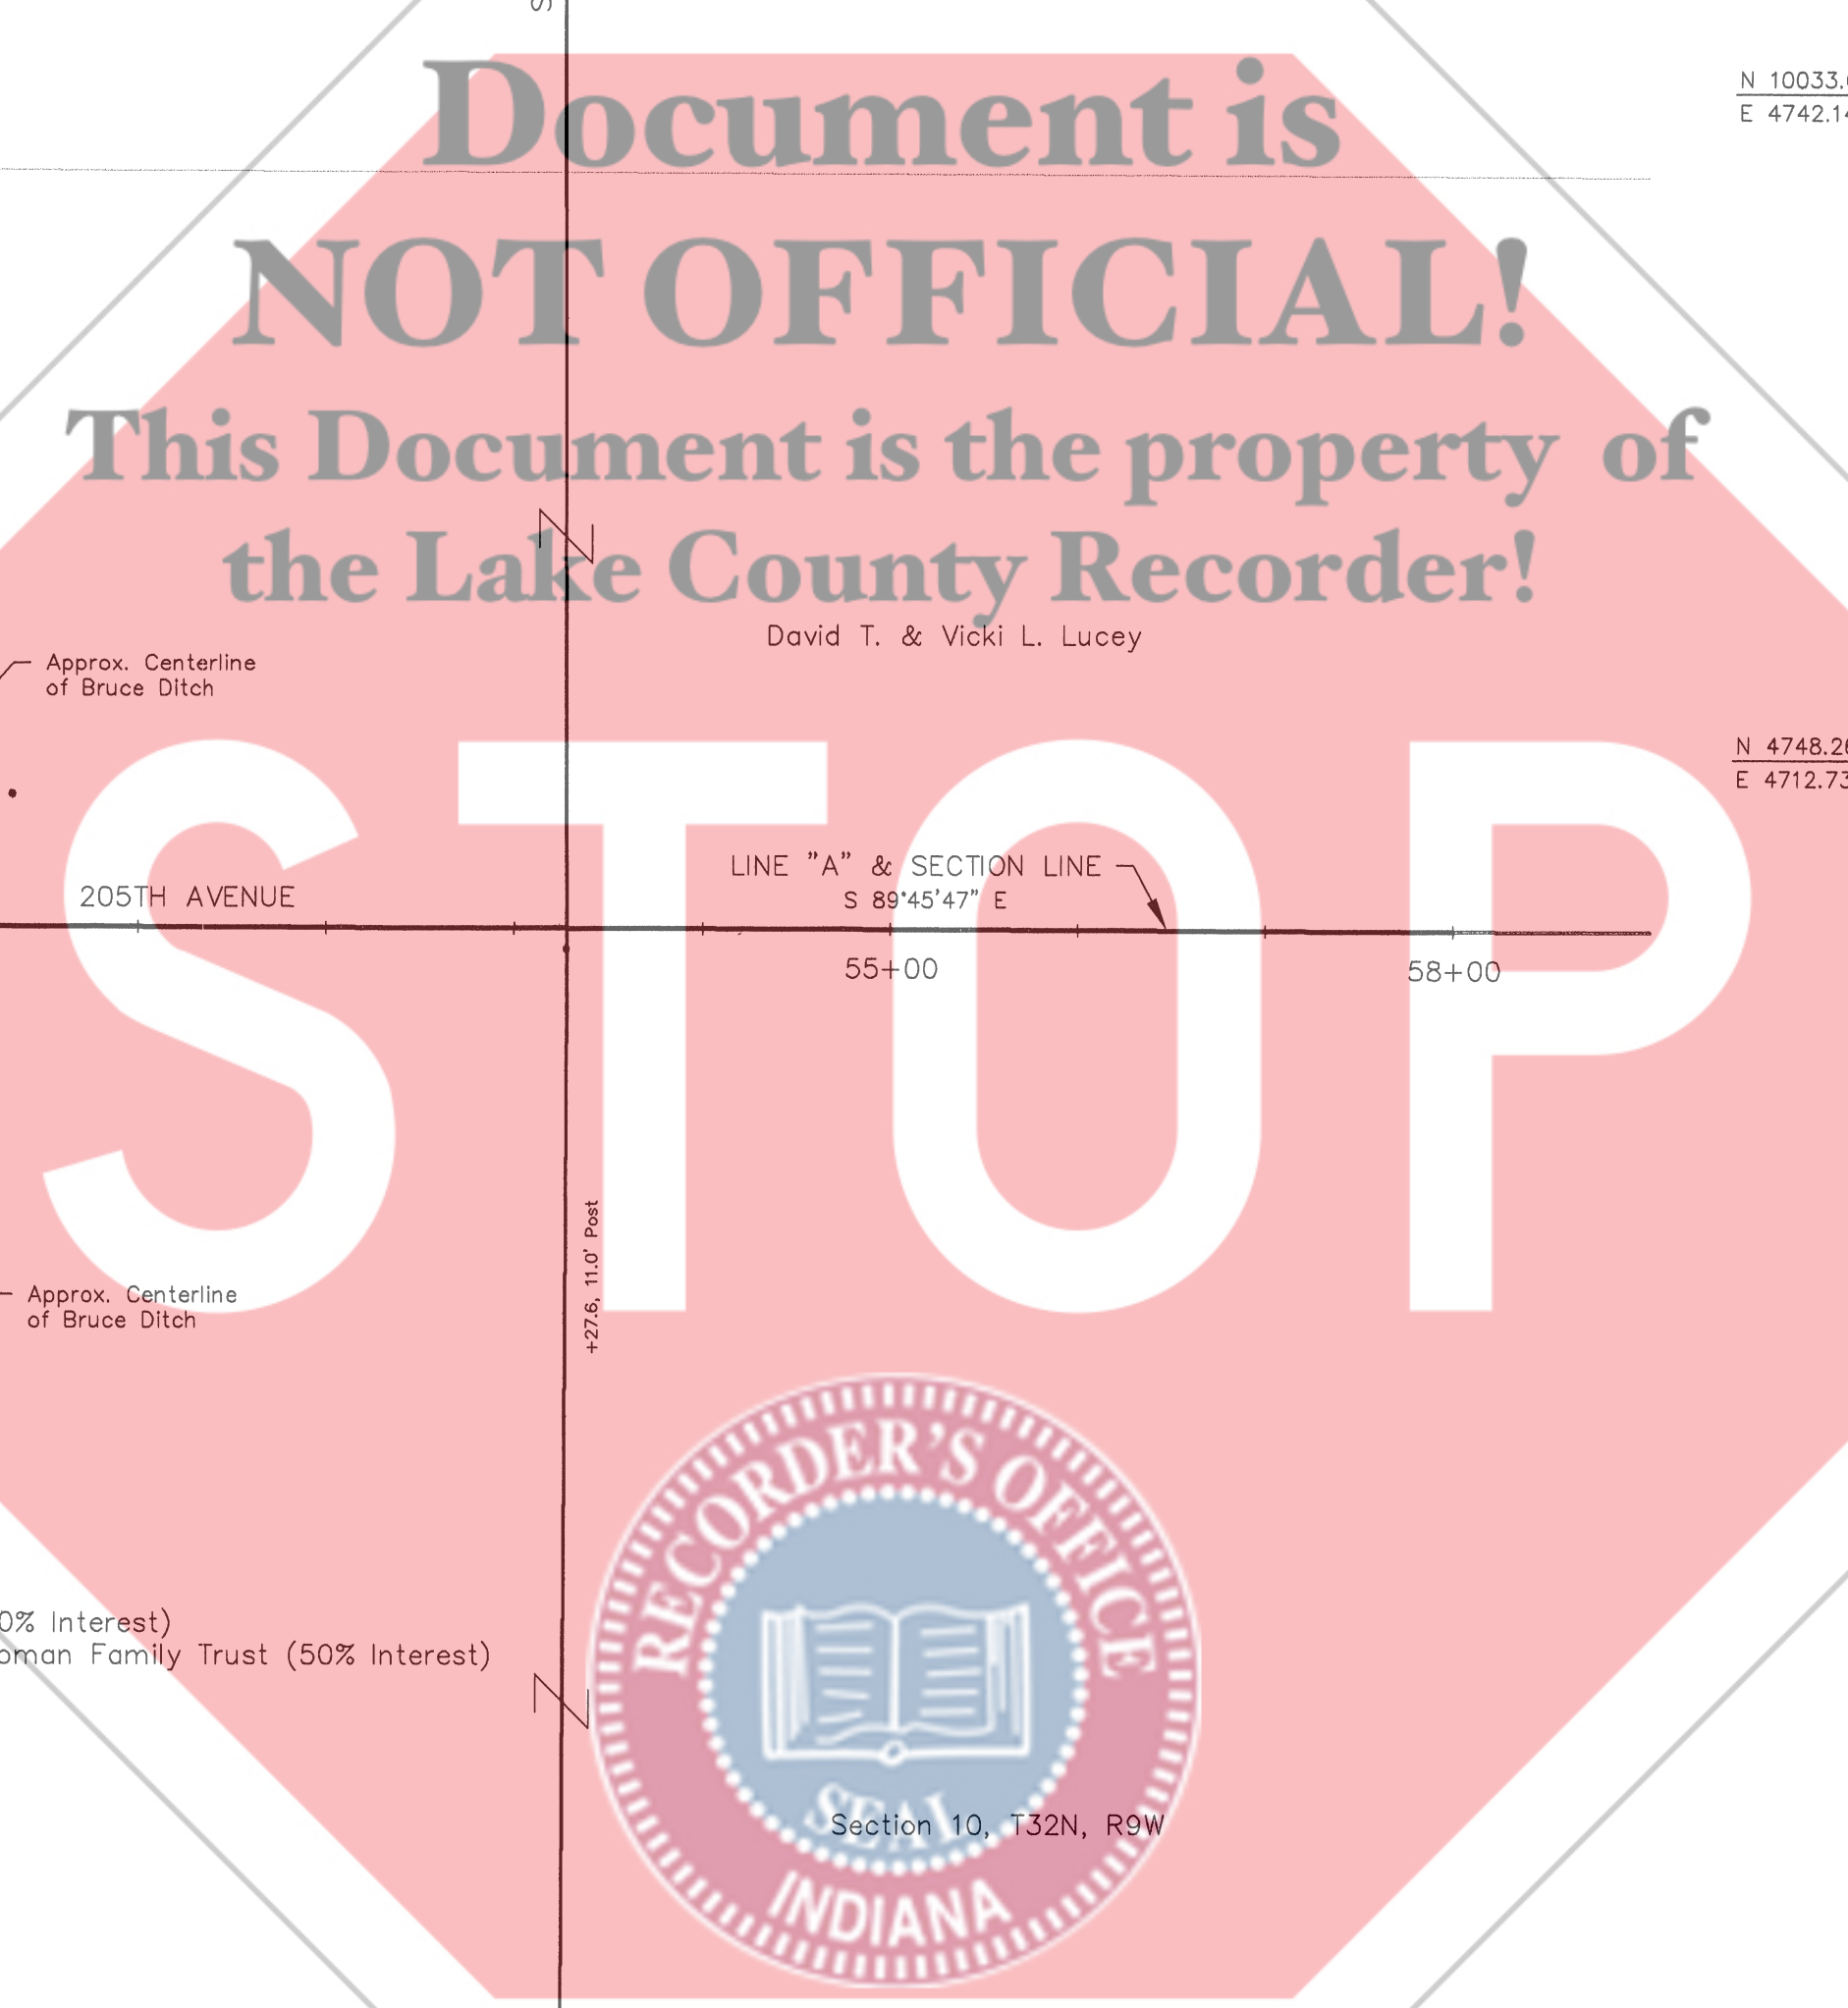 S
Document is
N 10033.
E 4742.14
NOT OFFICIAL!
This Document is the property of
the Lake County Recorder!
David T. & Vicki L. Lucey
Approx. Centerline
of Bruce Ditch
N 4748.26
E 4712.73
STOP
LINE "A" & SECTION LINE
S 89°45'47" E
205TH AVENUE
55+00
58+00
+27.6, 11.0' Post
Approx. Centerline
of Bruce Ditch
RECORDER'S OFFICE
0% Interest)
oman Family Trust (50% Interest)
SEAL
Section 10, T32N, R9W
INDIANA